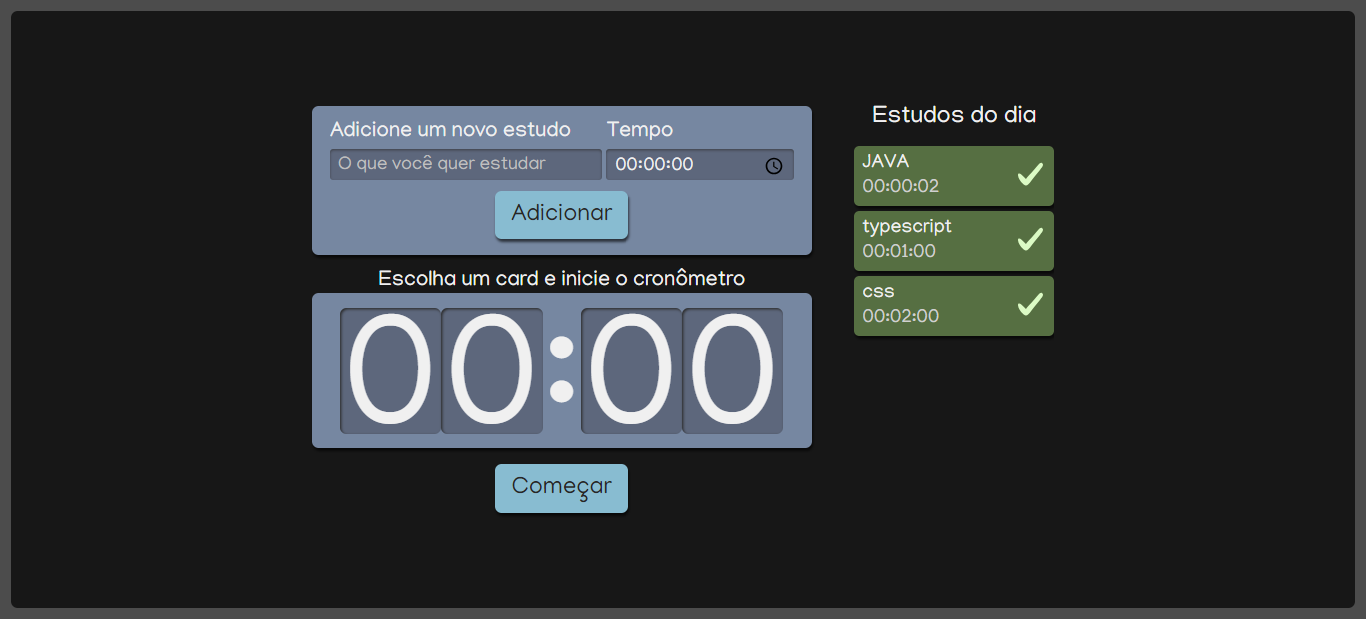 Adicione um novo estudo
Tempo
O que você quer estudar
00:00:00
Adicionar
Escolha um card e inicie o cronômetro
00:00
Começar
Estudos do dia
JAVA
00:00:02
typescript
00:01:00
css
00:02:00